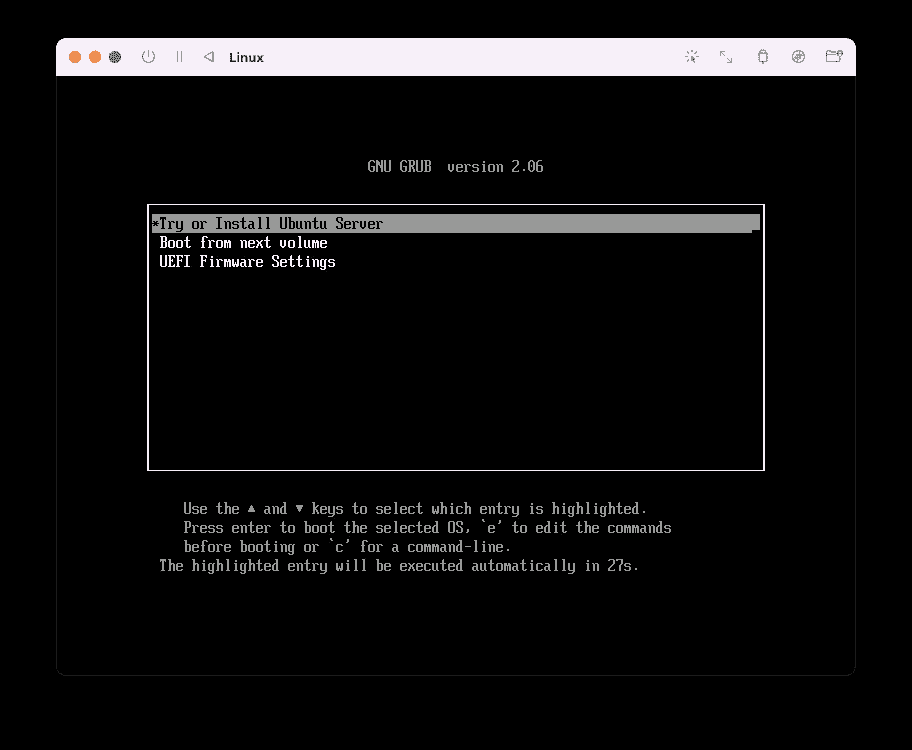 Linux
GNU GRUB  version 2.06
*Try or Install Ubuntu Server
Boot from next volume
UEFI Firmware Settings
Use the ▲ and ▼ keys to select which entry is highlighted.
Press enter to boot the selected OS, `e' to edit the commands
before booting or `c' for a command-line.
The highlighted entry will be executed automatically in 27s.